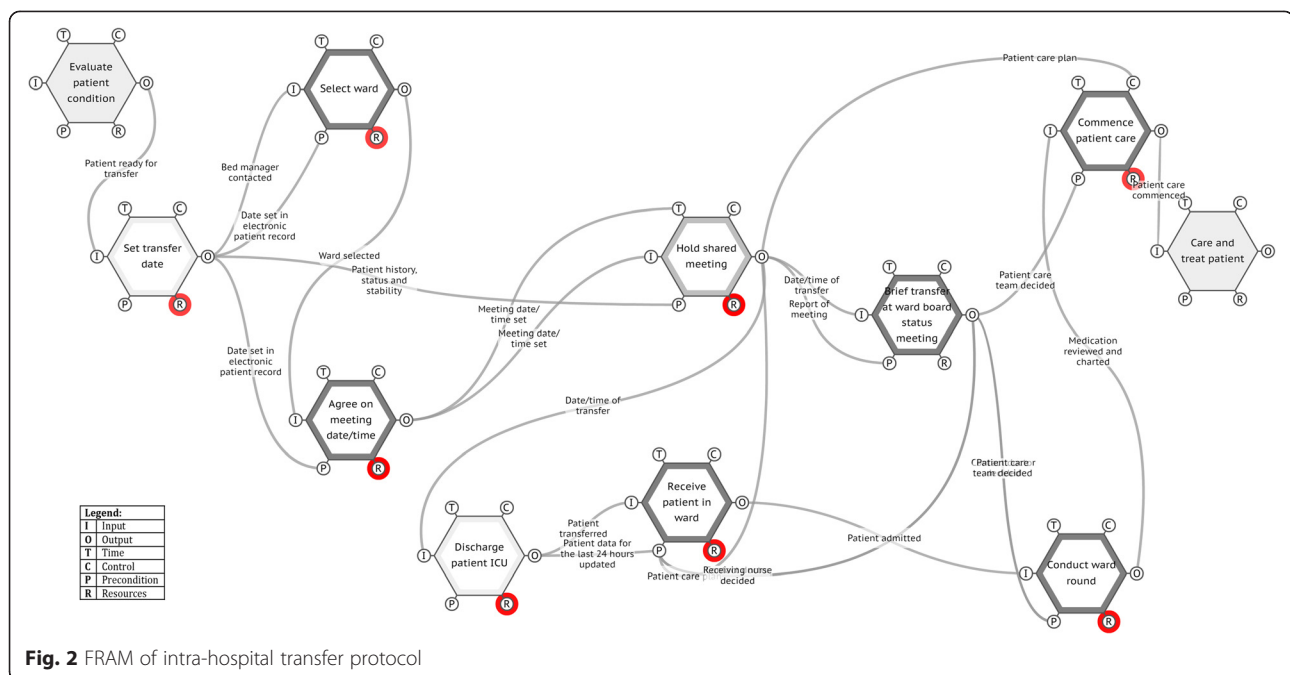 T C
Evaluate
patient
condition
I O
P R
Patient ready for
transfer
T C
Set transfer
date
I O
P R
T C
Select ward
I O
P R
Bed manager
contacted
Date set in
electronic
patient record
Ward selected
Patient history,
status and
stability
Date set in
electronic
patient record
T C
Agree on
meeting
date/time
I O
P R
Meeting date/
time set
Meeting date/
time set
T C
Hold shared
meeting
I O
P R
Patient care plan
Date/time of
transfer
Report of
meeting
Date/time of
transfer
T C
Brief transfer
at ward board
status
meeting
I O
P R
Patient care
team decided
T C
Commence
patient care
I O
P R
Patient care
commenced
T C
Care and
treat patient
I O
P R
Medication
reviewed and
charted
T C
Discharge
patient ICU
I O
P R
Patient
transferred
Patient data for
the last 24 hours
updated
T C
Receive
patient in
ward
I O
P R
Patient care
Receiving nurse
decided
Patient admitted
Patient care
team decided
T C
Conduct ward
round
I O
P R
Legend:
I Input
O Output
T Time
C Control
P Precondition
R Resources
Fig. 2 FRAM of intra-hospital transfer protocol